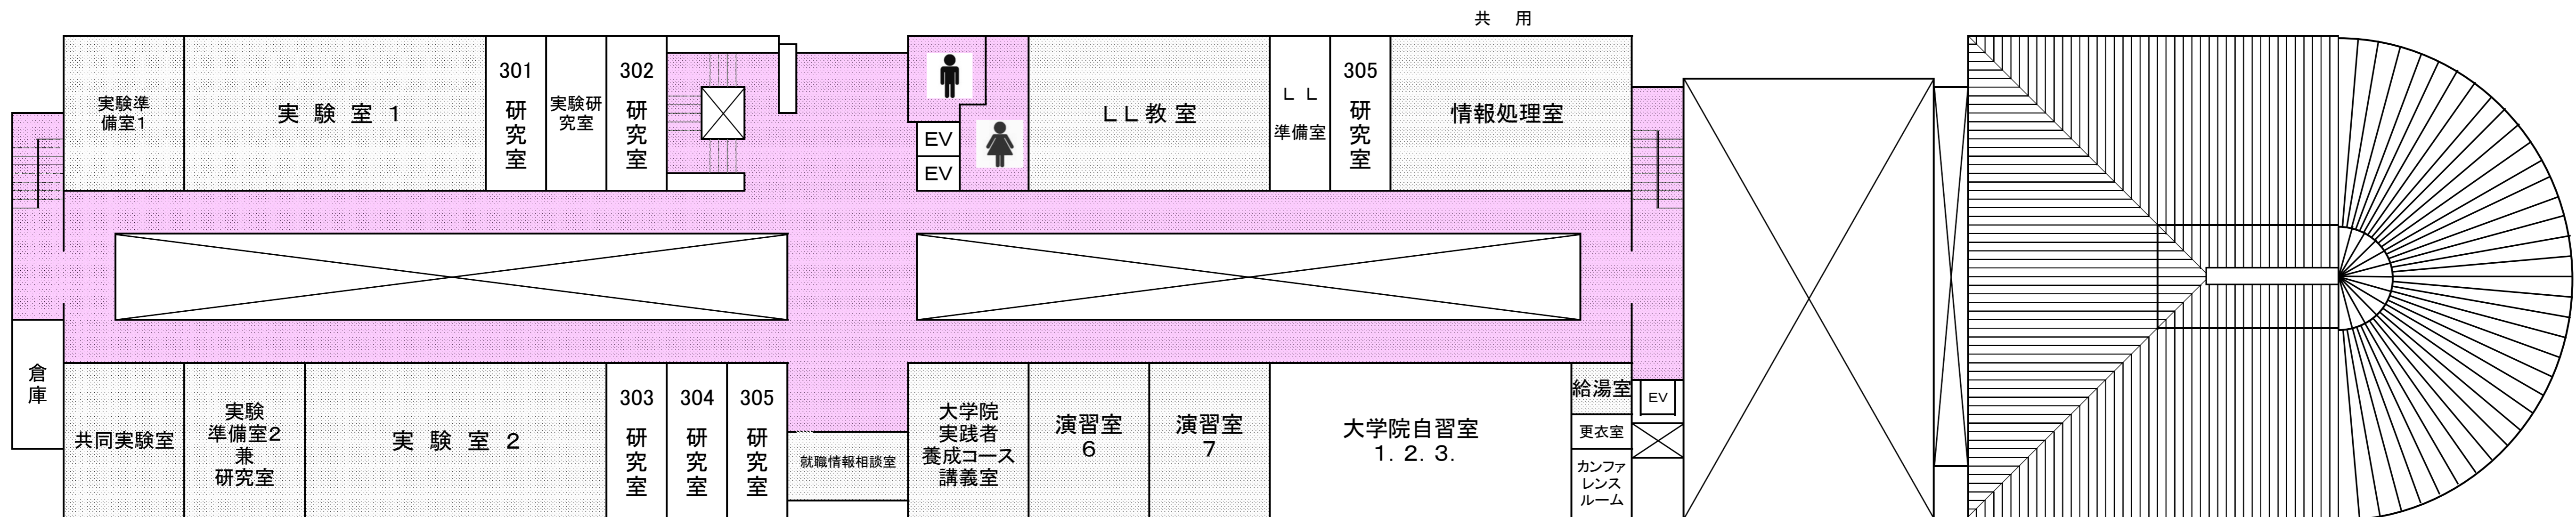 共　用
実験準
備室1
実 験 室 1
301
研
究
室
実験研
究室
302
研
究
室
EV
EV
ＬＬ教 室
Ｌ Ｌ
準備室
305
研
究
室
情報処理室
倉
庫
共同実験室
実験
準備室2
兼
研究室
実 験 室 2
303
研
究
室
304
研
究
室
305
研
究
室
就職情報相談室
大学院
実践者
養成コース
講義室
演習室
6
演習室
7
大学院自習室
1. 2. 3.
給湯室
更衣室
カンファ
レンス
ルーム
EV